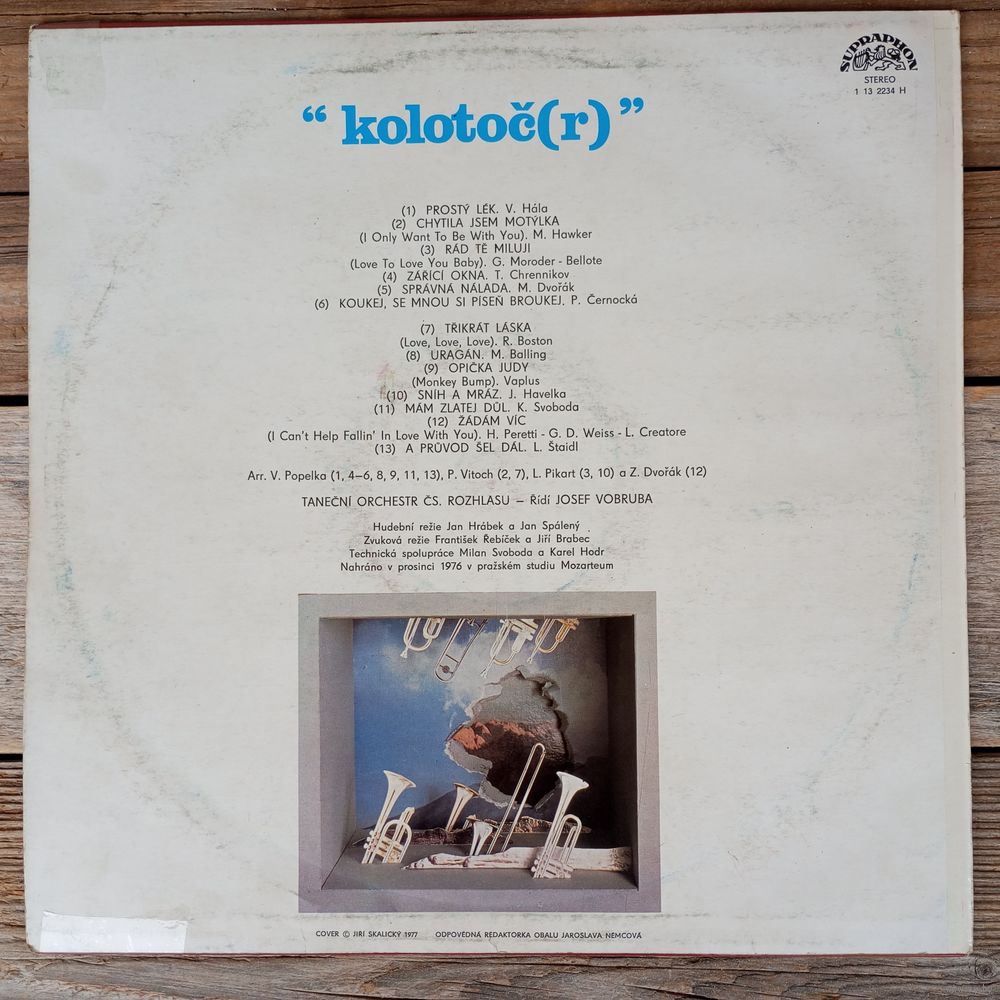 SUPRAPHON
STEREO
1 13 2234 H
“ kolotoč(r) ”
(1) PROSTÝ LÉK. V. Hála
(2) CHYTILA JSEM MOTÝLKA
(I Only Want To Be With You). M. Hawker
(3) RÁD TĚ MILUJI
(Love To Love You Baby). G. Moroder - Bellote
(4) ZÁŘÍCÍ OKNA. T. Chrennikov
(5) SPRÁVNÁ NÁLADA. M. Dvořák
(6) KOUKEJ, SE MNOU SI PÍSEŇ BROUKEJ. P. Černocká
(7) TŘIKRÁT LÁSKA
(Love, Love, Love). R. Boston
(8) URAGÁN. M. Balling
(9) OPIČKA JUDY
(Monkey Bump). Vaplus
(10) SNÍH A MRÁZ. J. Havelka
(11) MÁM ZLATEJ DŮL. K. Svoboda
(12) ŽÁDÁM VÍC
(I Can't Help Fallin' In Love With You). H. Peretti - G. D. Weiss - L. Creatore
(13) A PRŮVOD ŠEL DÁL. L. Štaidl
Arr. V. Popelka (1, 4–6, 8, 9, 11, 13), P. Vitoch (2, 7), L. Pikart (3, 10) a Z. Dvořák (12)
TANEČNÍ ORCHESTR ČS. ROZHLASU – Řídí JOSEF VOBRUBA
Hudební režie Jan Hrábek a Jan Spálený
Zvuková režie František Řebíček a Jiří Brabec
Technická spolupráce Milan Svoboda a Karel Hodr
Nahráno v prosinci 1976 v pražském studiu Mozarteum
COVER © JIŘÍ SKALICKÝ 1977 ODPOVĚDNÁ REDAKTORKA OBALU JAROSLAVA NĚMCOVÁ